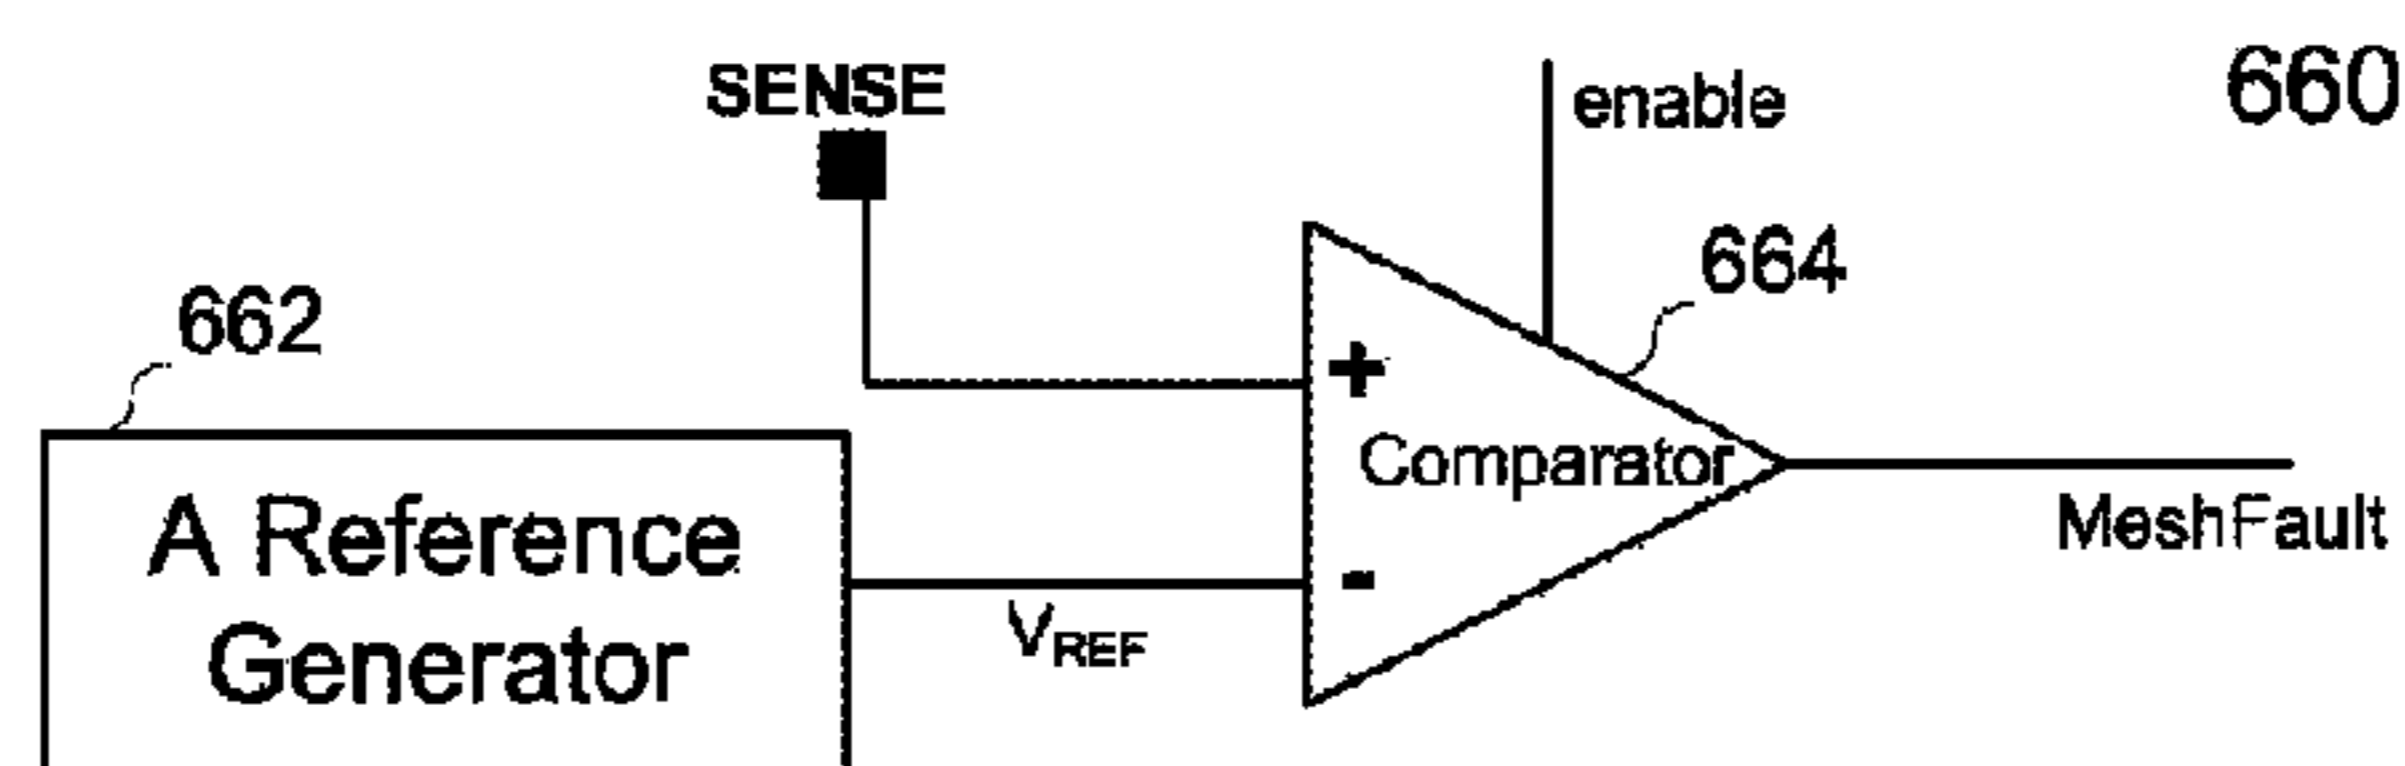 SENSE
enable
660
664
662
+
Comparator
A Reference
Generator
-
VREF
MeshFault